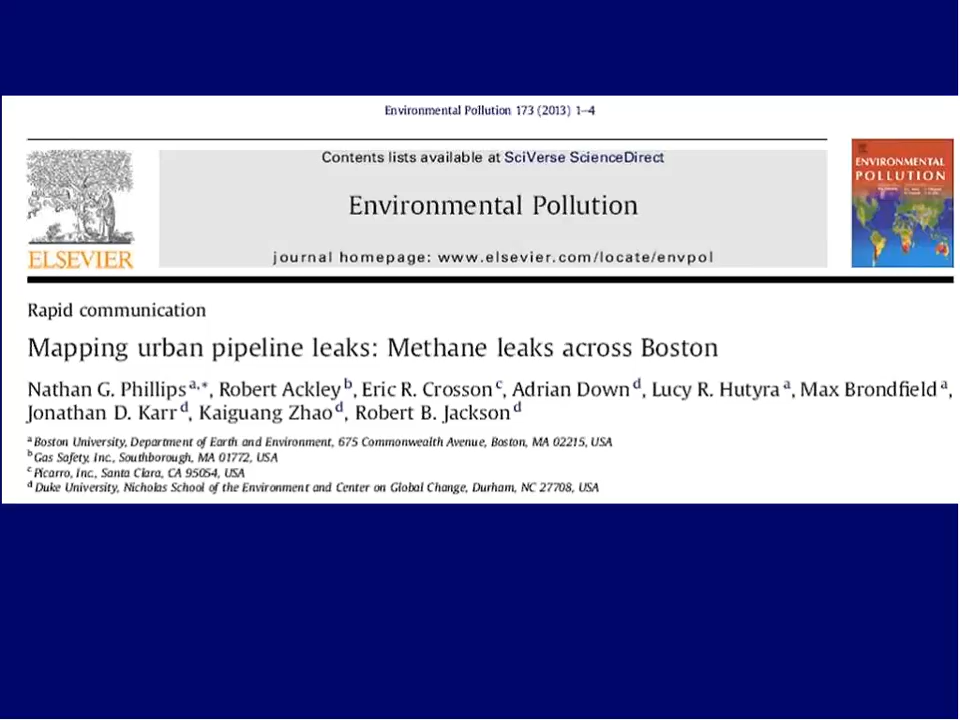 Environmental Pollution 173 (2013) 1–4
Contents lists available at SciVerse ScienceDirect
Environmental Pollution
journal homepage: www.elsevier.com/locate/envpol
ELSEVIER
ENVIRONMENTAL
POLLUTION
Rapid communication
Mapping urban pipeline leaks: Methane leaks across Boston
Nathan G. Phillips a,*, Robert Ackley b, Eric R. Crosson c, Adrian Down d, Lucy R. Hutyra a, Max Brondfield a,
Jonathan D. Karr d, Kaiguang Zhao d, Robert B. Jackson d
a Boston University, Department of Earth and Environment, 675 Commonwealth Avenue, Boston, MA 02215, USA
b Gas Safety, Inc., Southborough, MA 01772, USA
c Picarro, Inc., Santa Clara, CA 95054, USA
d Duke University, Nicholas School of the Environment and Center on Global Change, Durham, NC 27708, USA